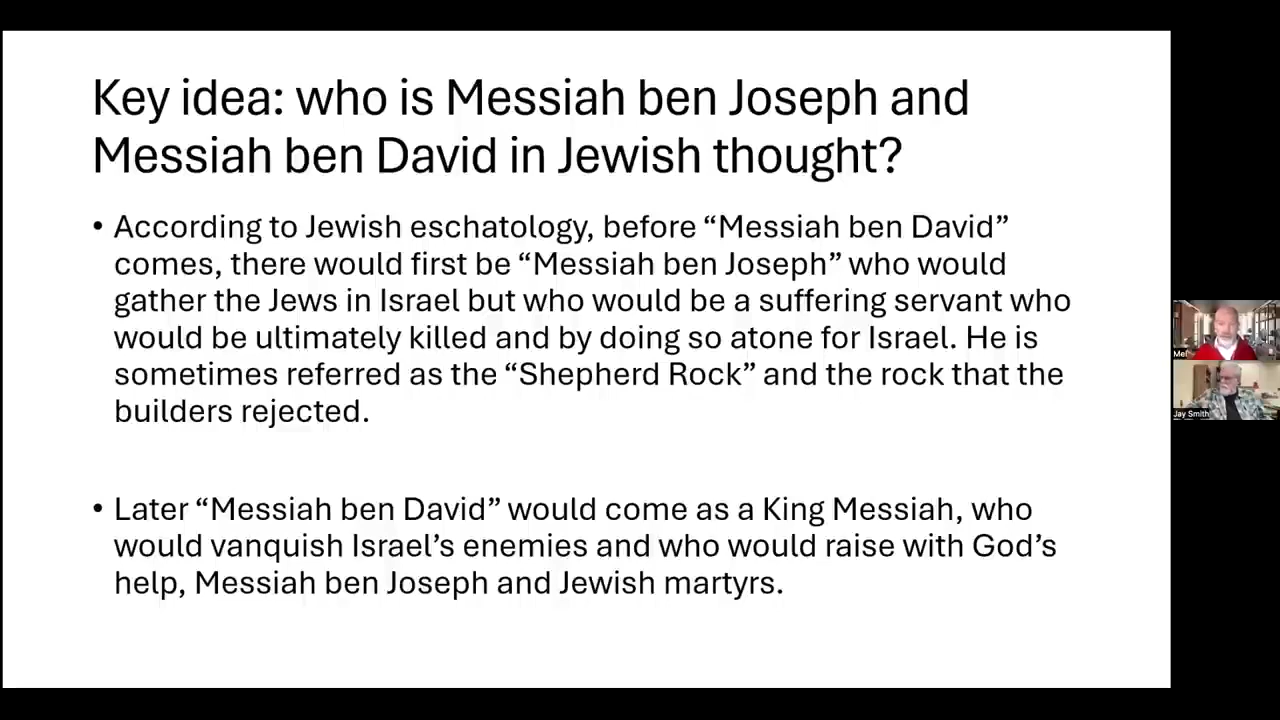 Key idea: who is Messiah ben Joseph and
Messiah ben David in Jewish thought?
• According to Jewish eschatology, before “Messiah ben David”
comes, there would first be “Messiah ben Joseph” who would
gather the Jews in Israel but who would be a suffering servant who
would be ultimately killed and by doing so atone for Israel. He is
sometimes referred as the “Shepherd Rock” and the rock that the
builders rejected.
• Later “Messiah ben David” would come as a King Messiah, who
would vanquish Israel’s enemies and who would raise with God’s
help, Messiah ben Joseph and Jewish martyrs.
Mel
Jay Smith